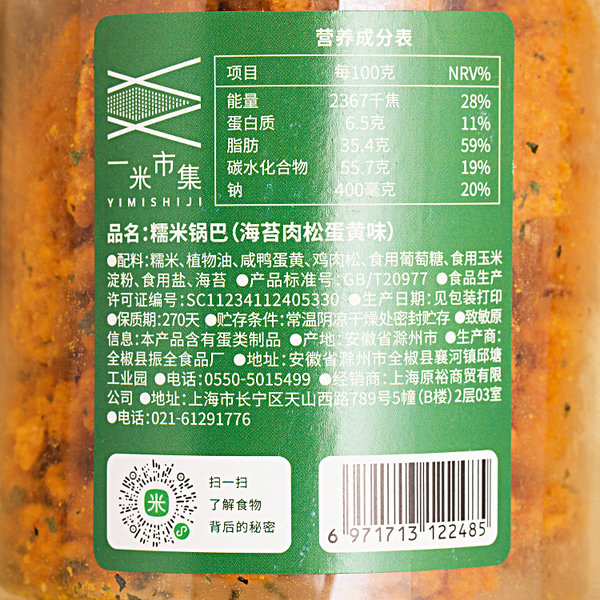 一米市集
YIMISHIJI
营养成分表
项目 每100克 NRV%
能量 2367千焦 28%
蛋白质 6.5克 11%
脂肪 35.4克 59%
碳水化合物 55.7克 19%
钠 400毫克 20%
品名:糯米锅巴(海苔肉松蛋黄味)
●配料:糯米、植物油、咸鸭蛋黄、鸡肉松、食用葡萄糖、食用玉米
淀粉、食用盐、海苔 ●产品标准号:GB/T20977 ●食品生产
许可证编号:SC11234112405330 ●生产日期:见包装打印
●保质期:270天 ●贮存条件:常温阴凉干燥处密封贮存 ●致敏原
信息:本产品含有蛋类制品 ●产地:安徽省滁州市 ●生产商:
全椒县振全食品厂 ●地址:安徽省滁州市全椒县襄河镇邱塘
工业园 ●电话:0550-5015499 ●经销商:上海原裕商贸有限
公司 ●地址:上海市长宁区天山西路789号5幢(B楼)2层03室
●电话:021-61291776
米
扫一扫
了解食物
背后的秘密
6 971713 122485